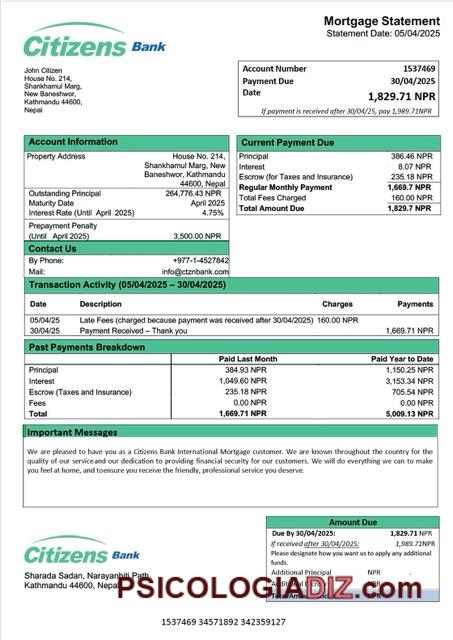 Mortgage Statement
Statement Date: 05/04/2025
Citizens Bank
John Citizen
House No. 214,
Shankhamul Marg,
New Baneshwor,
Kathmandu 44600,
Nepal
Account Number 1537469
Payment Due 30/04/2025
Date 1,829.71 NPR
If payment is received after 30/04/25, pay 1,989.71NPR
Account Information
Property Address House No. 214,
Shankhamul Marg, New
Baneshwor, Kathmandu
44600, Nepal
Outstanding Principal 264,776.43 NPR
Maturity Date April 2025
Interest Rate (Until April 2025) 4.75%
Prepayment Penalty
(Until April 2025) 3,500.00 NPR
Contact Us
By Phone: +977-1-4527842
Mail: info@ctznbank.com
Current Payment Due
Principal 386.46 NPR
Interest 8.07 NPR
Escrow (for Taxes and Insurance) 235.18 NPR
Regular Monthly Payment 1,669.7 NPR
Total Fees Charged 160.00 NPR
Total Amount Due 1,829.7 NPR
Transaction Activity (05/04/2025 – 30/04/2025)
Date Description Charges Payments
05/04/25 Late Fees (charged because payment was received after 30/04/2025) 160.00 NPR
30/04/25 Payment Received – Thank you 1,669.71 NPR
Past Payments Breakdown
Paid Last Month Paid Year to Date
Principal 384.93 NPR 1,150.25 NPR
Interest 1,049.60 NPR 3,153.34 NPR
Escrow (Taxes and Insurance) 235.18 NPR 705.54 NPR
Fees 0.00 NPR 0.00 NPR
Total 1,669.71 NPR 5,009.13 NPR
Important Messages
We are pleased to have you as a Citizens Bank International Mortgage customer. We are known throughout the country for the
quality of our service and our dedication to providing financial security for our customers. We will do everything we can to make
you feel at home, and toensure you receive the friendly, professional service you deserve.
Amount Due
Due By 30/04/2025: 1,829.71 NPR
If received after 30/04/2025: 1,989.71NPR
Please designate how you want us to apply any additional
funds.
Additional Principal NPR
NPR
Citizens Bank
Sharada Sadan, Narayanhiti Path
Kathmandu 44600, Nepal
PSICOLOGIADIZ.com
1537469 34571892 342359127